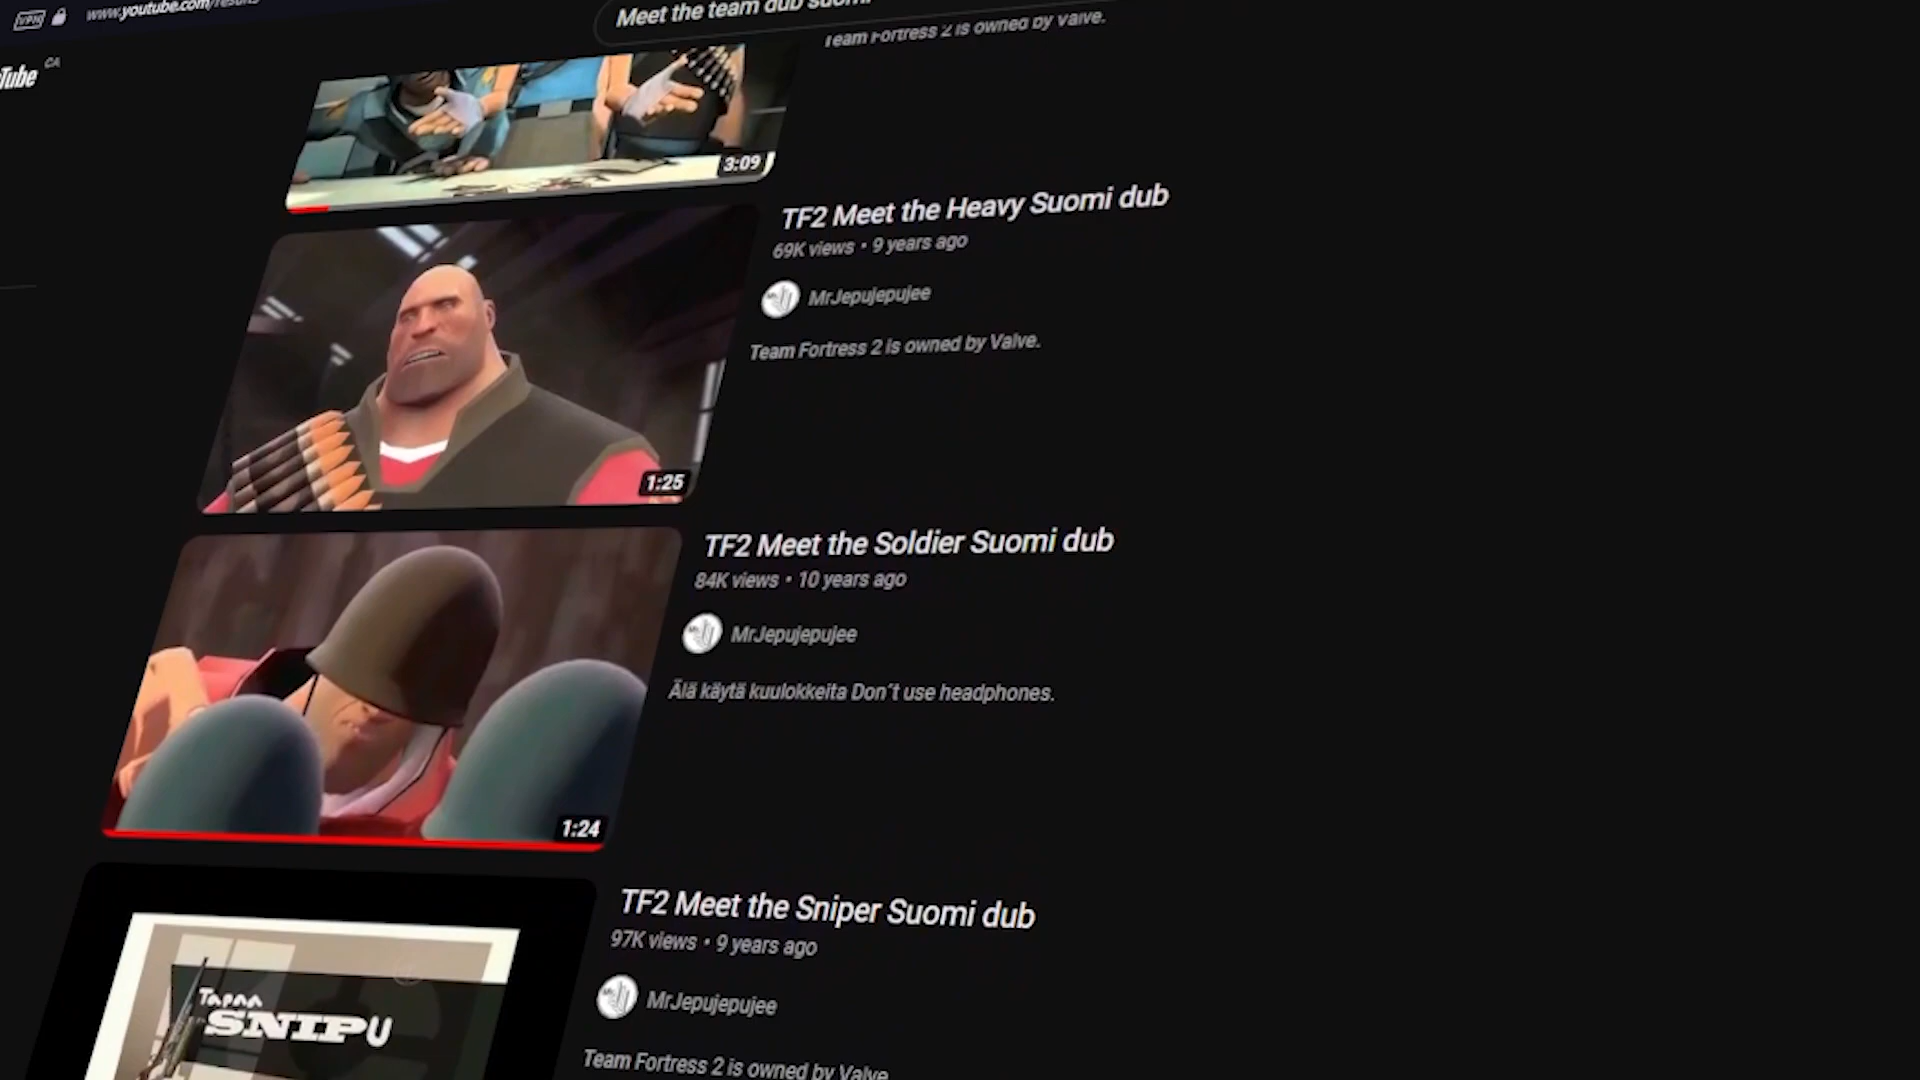 VPN www.youtube.com/results
Meet the team dub suomi
Tube CA
Team Fortress 2 is owned by Valve.
3:09
TF2 Meet the Heavy Suomi dub
69K views • 9 years ago
MrJepujepujee
Team Fortress 2 is owned by Valve.
1:25
TF2 Meet the Soldier Suomi dub
84K views • 10 years ago
MrJepujepujee
Älä käytä kuulokkeita Don´t use headphones.
1:24
TF2 Meet the Sniper Suomi dub
97K views • 9 years ago
MrJepujepujee
Tapaa
SNIPU
Team Fortress 2 is owned by Valve.